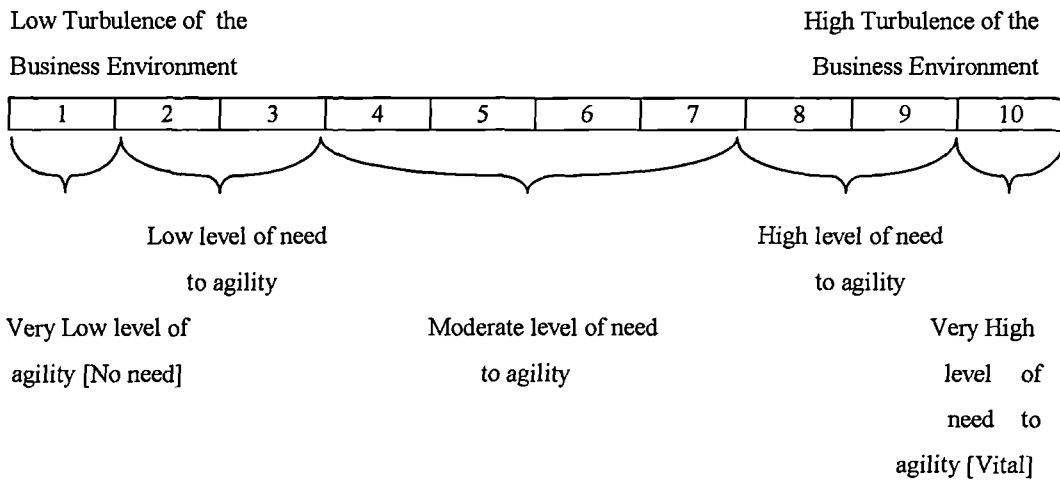 Low Turbulence of the
Business Environment
High Turbulence of the
Business Environment
1 2 3 4 5 6 7 8 9 10
Low level of need
to agility
High level of need
to agility
Very Low level of
agility [No need]
Moderate level of need
to agility
Very High
level of
need to
agility [Vital]